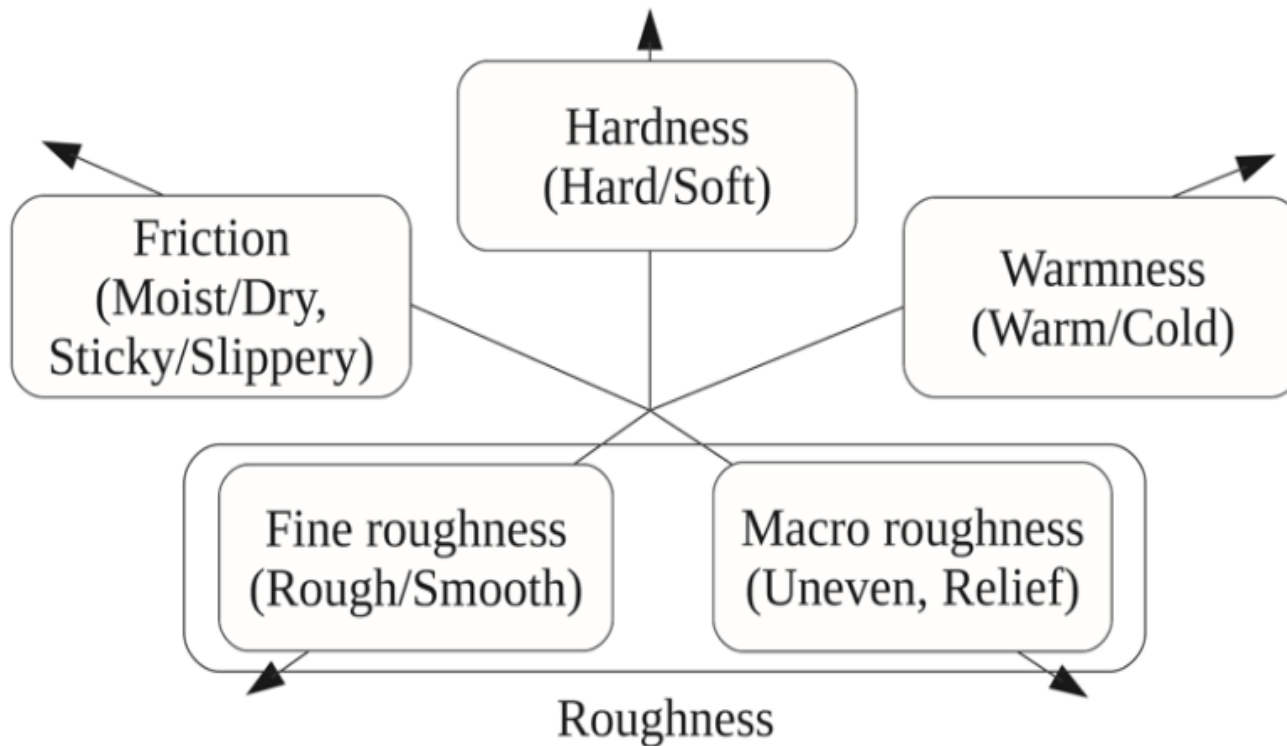 Hardness
(Hard/Soft)
Friction
(Moist/Dry,
Sticky/Slippery)
Warmness
(Warm/Cold)
Fine roughness
(Rough/Smooth)
Macro roughness
(Uneven, Relief)
Roughness